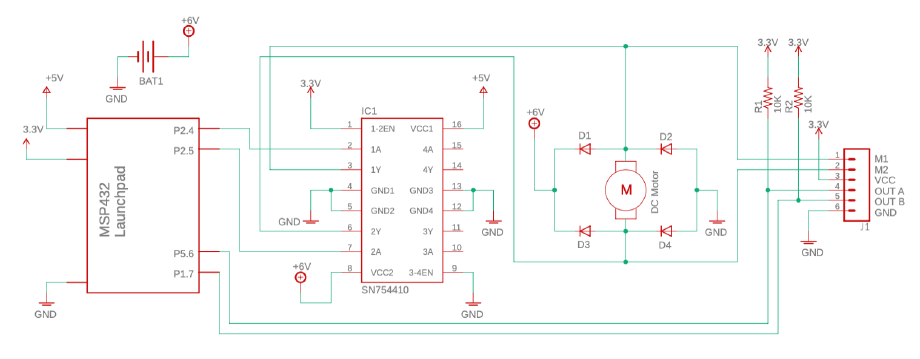 +6V
BAT1
GND
+5V
3.3V
MSP432
Launchpad
P2.4
P2.5
P5.6
P1.7
GND
IC1
3.3V
+5V
1 1-2EN VCC1 16
2 1A 4A 15
3 1Y 4Y 14
4 GND1 GND3 13
5 GND2 GND4 12
6 2Y 3Y 11
7 2A 3A 10
8 VCC2 3-4EN 9
SN754410
GND
GND
+6V
GND
+6V
D1
D2
M
DC Motor
D3
D4
GND
3.3V
3.3V
R1
10K
R2
10K
3.3V
1 M1
2 M2
3 VCC
4 OUT A
5 OUT B
6 GND
J1
GND